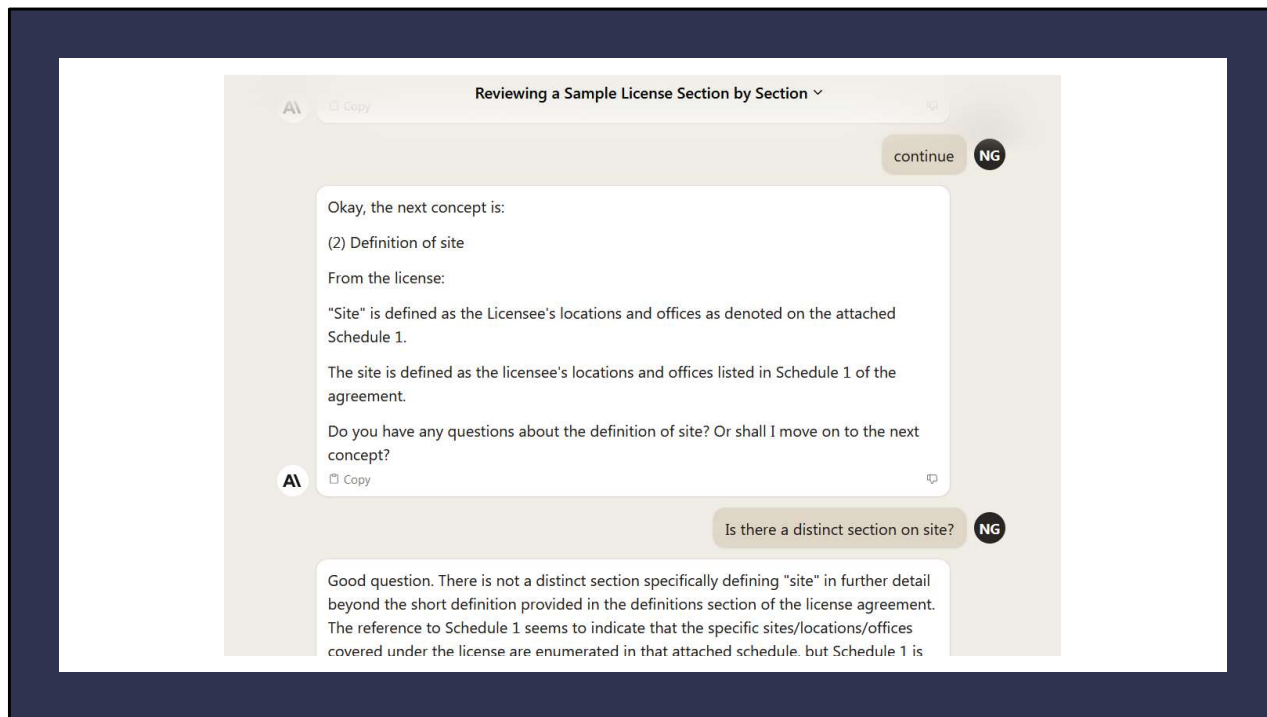 Reviewing a Sample License Section by Section
Copy
continue
NG
Okay, the next concept is:
(2) Definition of site
From the license:
"Site" is defined as the Licensee's locations and offices as denoted on the attached
Schedule 1.
The site is defined as the licensee's locations and offices listed in Schedule 1 of the
agreement.
Do you have any questions about the definition of site? Or shall I move on to the next
concept?
A\
Copy
Is there a distinct section on site?
NG
Good question. There is not a distinct section specifically defining "site" in further detail
beyond the short definition provided in the definitions section of the license agreement.
The reference to Schedule 1 seems to indicate that the specific sites/locations/offices
covered under the license are enumerated in that attached schedule, but Schedule 1 is